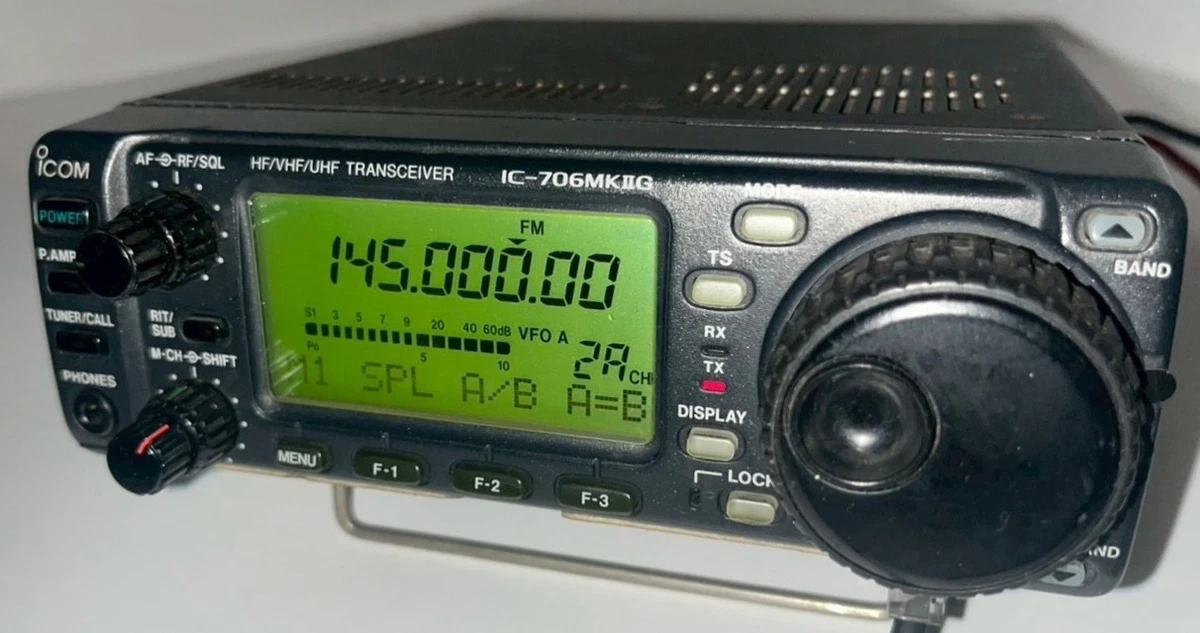 ICOM
AF RF/SQL
HF/VHF/UHF TRANSCEIVER
IC-706MKIIG
MODE
POWER
FM
145.000.00
P.AMP
TS
BAND
TUNER/CALL
RIT/
SUB
S1 3 5 7 9 20 40 60dB VFO A
RX
Po 5 10
2A CH
M-CH SHIFT
TX
M1 SPL A/B A=B
PHONES
DISPLAY
MENU
F-1
F-2
F-3
LOCK